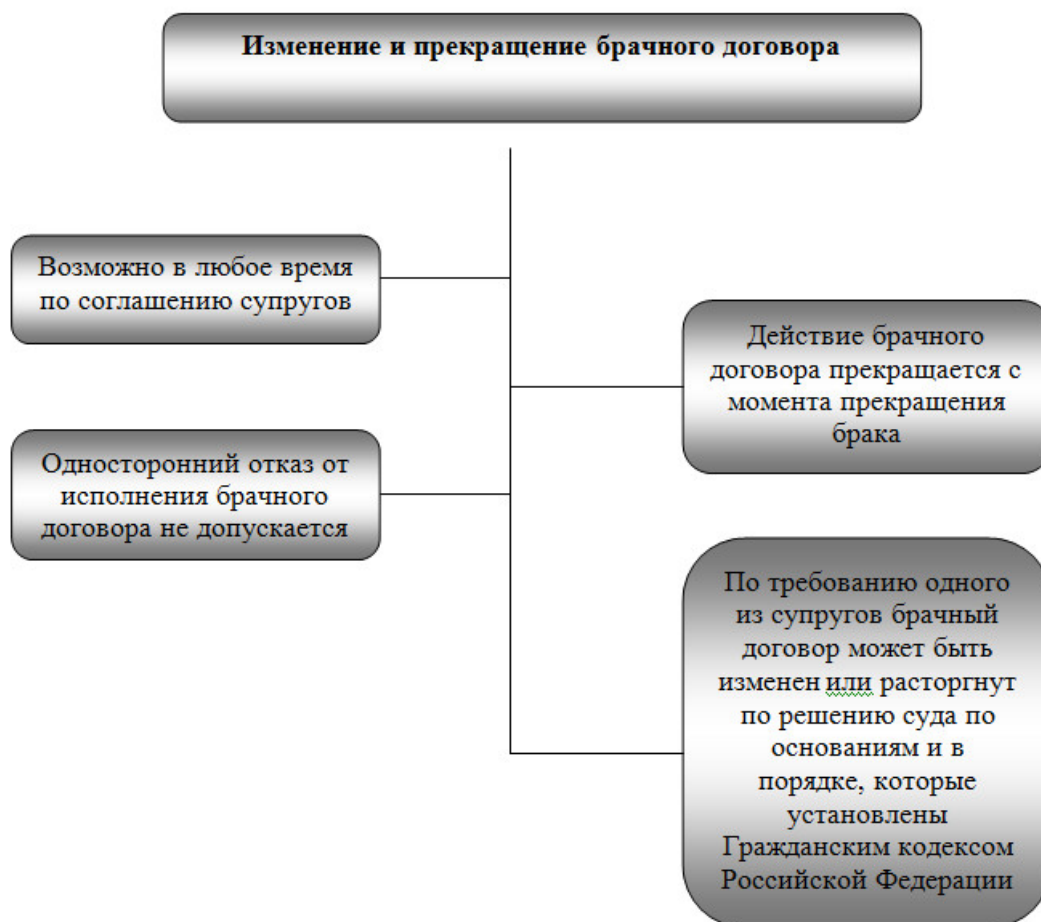 Изменение и прекращение брачного договора
Возможно в любое время
по соглашению супругов
Действие брачного
договора прекращается с
момента прекращения
брака
Односторонний отказ от
исполнения брачного
договора не допускается
По требованию одного
из супругов брачный
договор может быть
изменен или расторгнут
по решению суда по
основаниям и в
порядке, которые
установлены
Гражданским кодексом
Российской Федерации